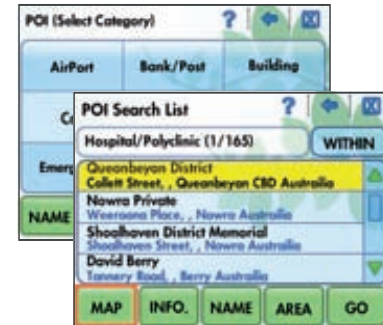 POI (Select Category) ?
AirPort Bank/Post Building
POI Search List ?
Hospital/Polyclinic (1/165) WITHIN
Queanbeyan District
Collett Street, , Queanbeyan CBD Australia
Nowra Private
Weeroona Place, , Nowra Australia
Shoalhaven District Memorial
Shoalhaven Street, , Nowra Australia
David Berry
Tannery Road, , Berry Australia
NAME
MAP INFO. NAME AREA GO